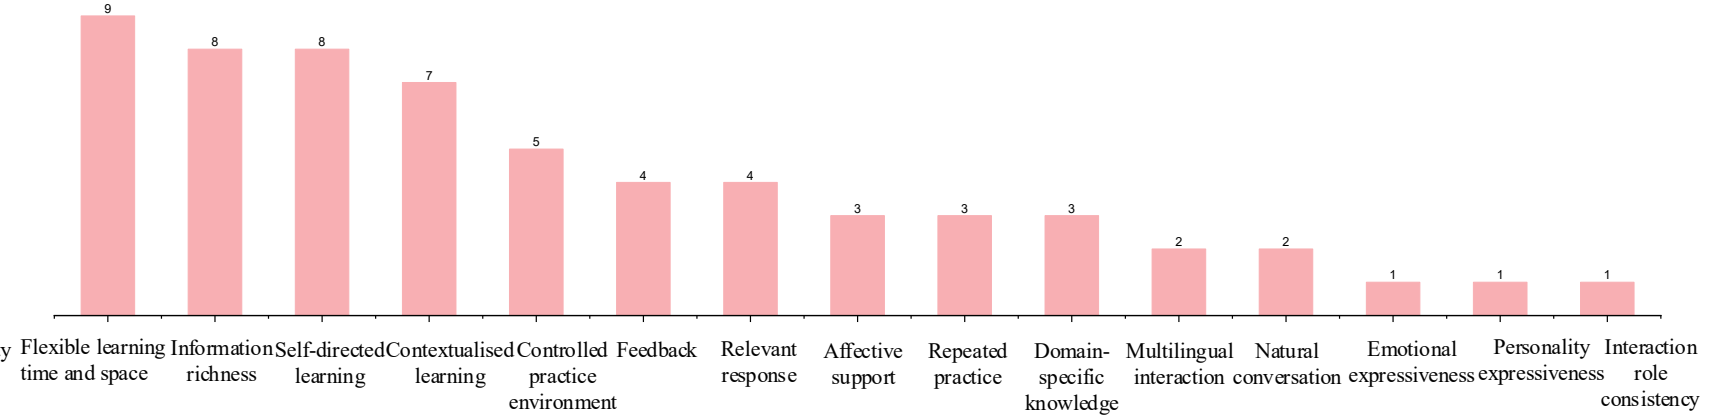 9
8
8
7
5
4
4
3
3
3
2
2
1
1
1
y
Flexible learning
time and space
Information
richness
Self-directed
learning
Contextualised
learning
Controlled
practice
environment
Feedback
Relevant
response
Affective
support
Repeated
practice
Domain-
specific
knowledge
Multilingual
interaction
Natural
conversation
Emotional
expressiveness
Personality
expressiveness
Interaction
role
consistency